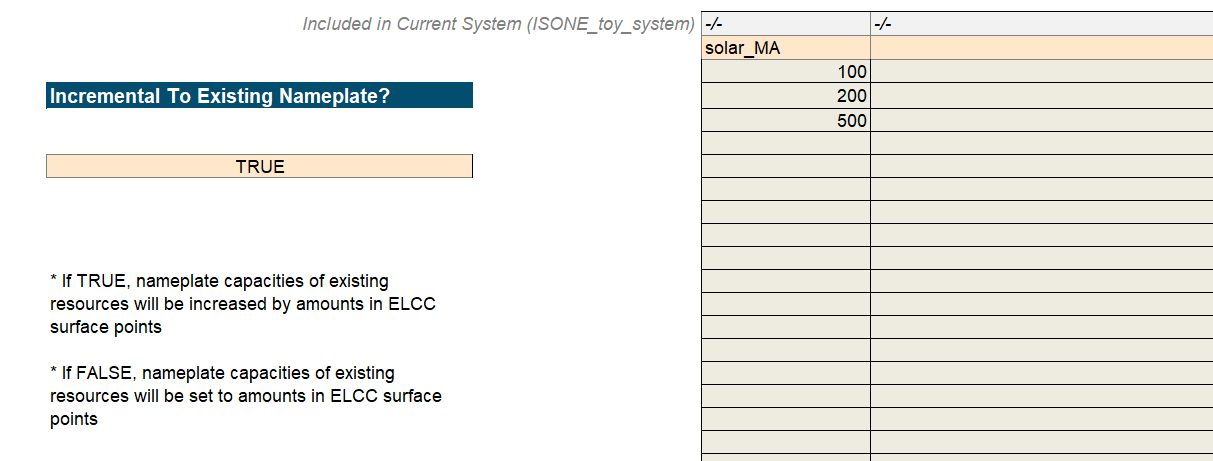 Included in Current System (ISONE_toy_system) -/- -/-
solar_MA
100
Incremental To Existing Nameplate? 200
500
TRUE
* If TRUE, nameplate capacities of existing
resources will be increased by amounts in ELCC
surface points
* If FALSE, nameplate capacities of existing
resources will be set to amounts in ELCC surface
points